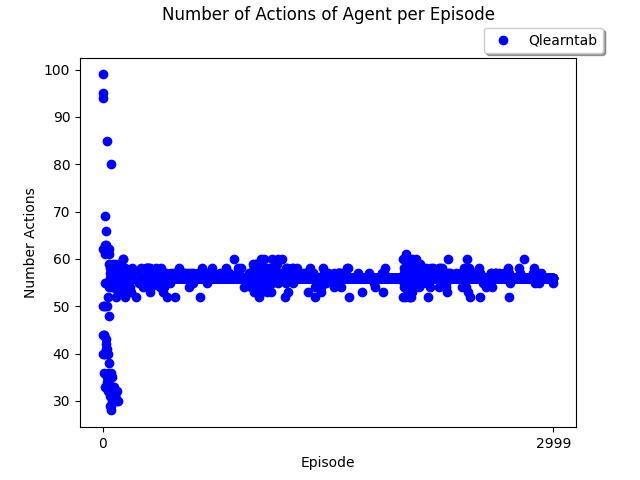 Number of Actions of Agent per Episode
Qlearntab
100
90
80
70
60
50
40
30
Number Actions
0
2999
Episode